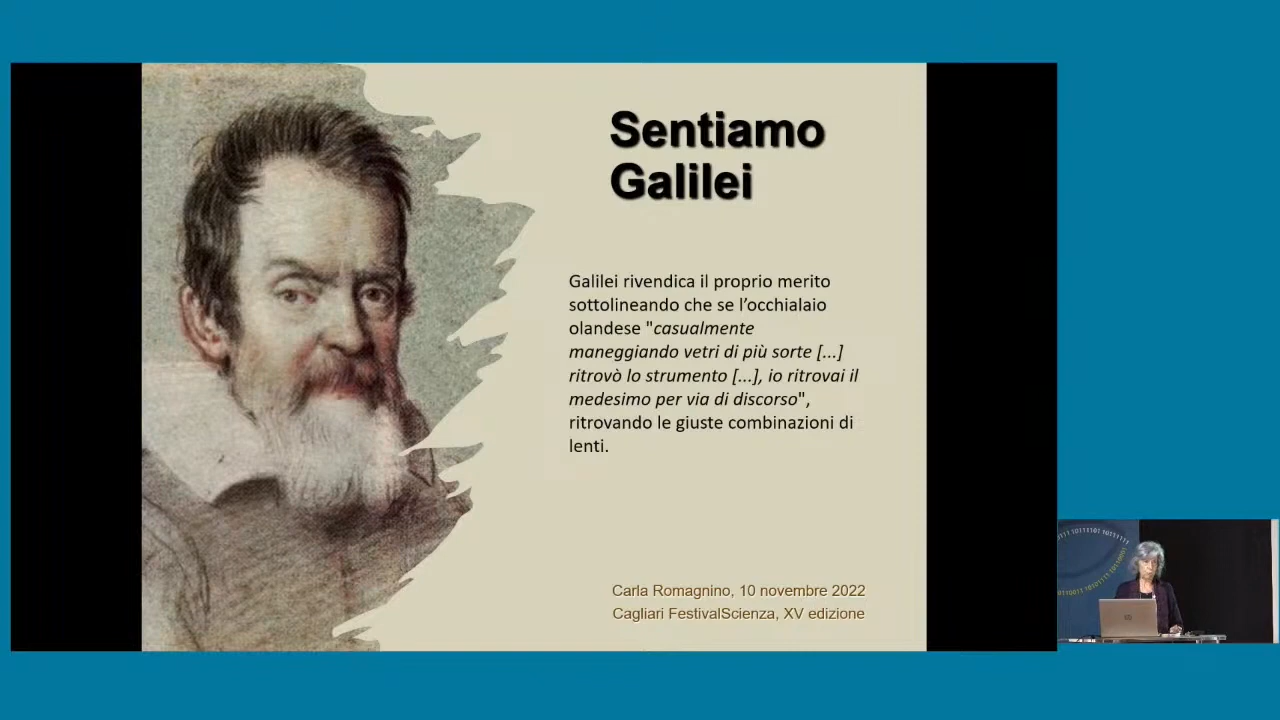 Sentiamo
Galilei
Galilei rivendica il proprio merito
sottolineando che se l’occhialaio
olandese "casualmente
maneggiando vetri di più sorte [...]
ritrovò lo strumento [...], io ritrovai il
medesimo per via di discorso",
ritrovando le giuste combinazioni di
lenti.
Carla Romagnino, 10 novembre 2022
Cagliari FestivalScienza, XV edizione